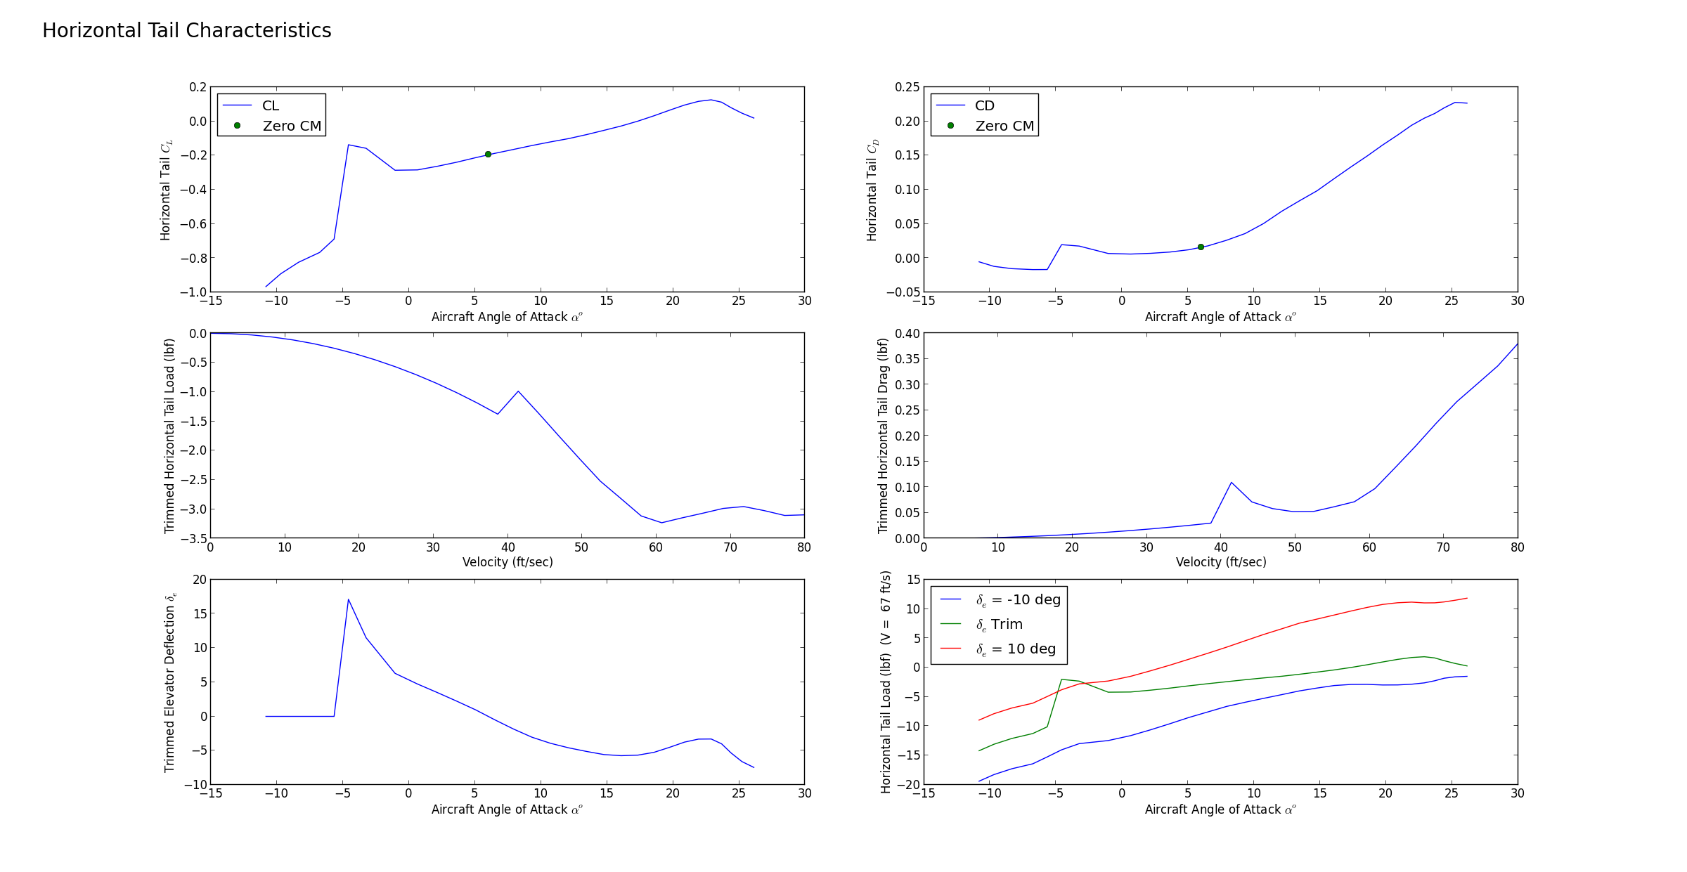 Horizontal Tail Characteristics
0.2
0.0
−0.2
−0.4
−0.6
−0.8
−1.0
Horizontal Tail C_L
CL
Zero CM
−15 −10 −5 0 5 10 15 20 25 30
Aircraft Angle of Attack α°
0.25
0.20
0.15
0.10
0.05
0.00
−0.05
Horizontal Tail C_D
CD
Zero CM
−15 −10 −5 0 5 10 15 20 25 30
Aircraft Angle of Attack α°
0.0
−0.5
−1.0
−1.5
−2.0
−2.5
−3.0
−3.5
Trimmed Horizontal Tail Load (lbf)
0 10 20 30 40 50 60 70 80
Velocity (ft/sec)
0.40
0.35
0.30
0.25
0.20
0.15
0.10
0.05
0.00
Trimmed Horizontal Tail Drag (lbf)
0 10 20 30 40 50 60 70 80
Velocity (ft/sec)
20
15
10
5
0
−5
−10
Trimmed Elevator Deflection δ_e
−15 −10 −5 0 5 10 15 20 25 30
Aircraft Angle of Attack α°
15
10
5
0
−5
−10
−15
−20
Horizontal Tail Load (lbf) (V = 67 ft/s)
δ_e = -10 deg
δ_e Trim
δ_e = 10 deg
−15 −10 −5 0 5 10 15 20 25 30
Aircraft Angle of Attack α°